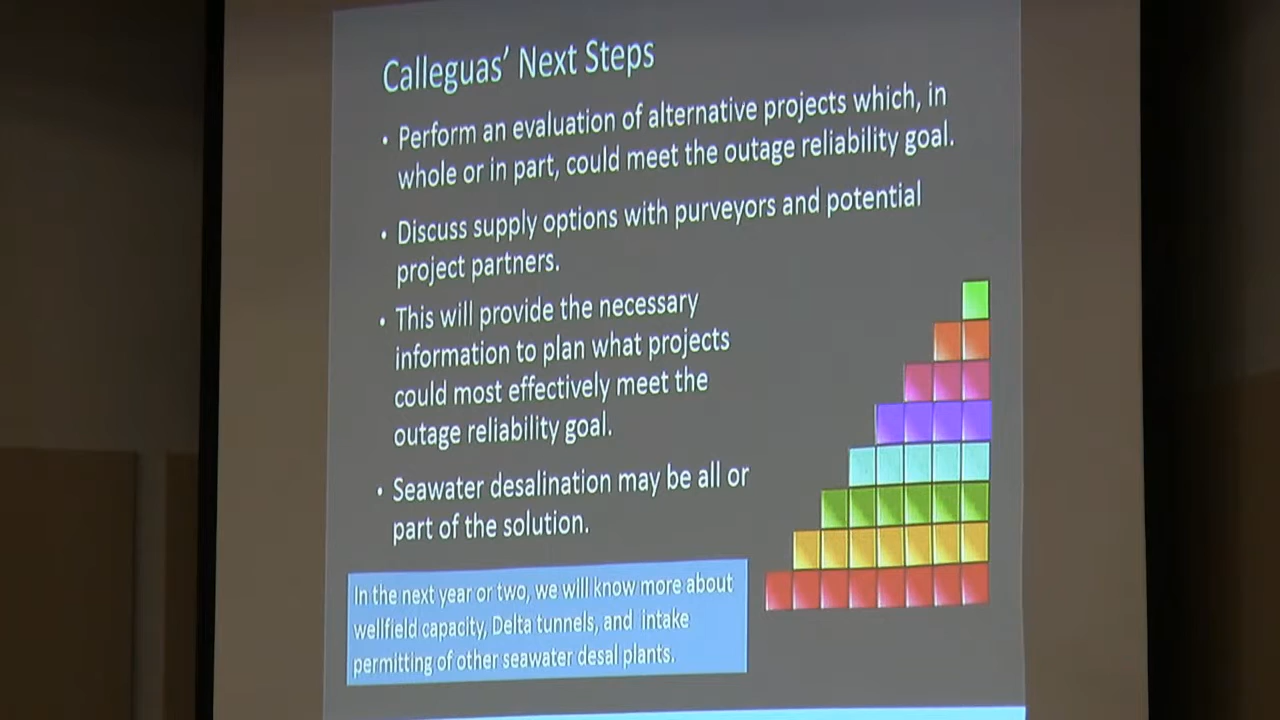 Calleguas' Next Steps
• Perform an evaluation of alternative projects which, in
whole or in part, could meet the outage reliability goal.
• Discuss supply options with purveyors and potential
project partners.
• This will provide the necessary
information to plan what projects
could most effectively meet the
outage reliability goal.
• Seawater desalination may be all or
part of the solution.
In the next year or two, we will know more about
wellfield capacity, Delta tunnels, and intake
permitting of other seawater desal plants.